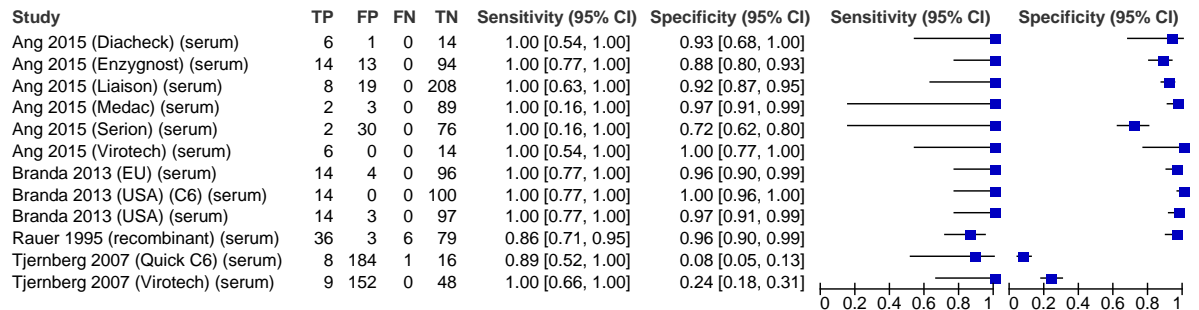 Study TP FP FN TN Sensitivity (95% CI) Specificity (95% CI) Sensitivity (95% CI) Specificity (95% CI)
Ang 2015 (Diacheck) (serum) 6 1 0 14 1.00 [0.54, 1.00] 0.93 [0.68, 1.00]
Ang 2015 (Enzygnost) (serum) 14 13 0 94 1.00 [0.77, 1.00] 0.88 [0.80, 0.93]
Ang 2015 (Liaison) (serum) 8 19 0 208 1.00 [0.63, 1.00] 0.92 [0.87, 0.95]
Ang 2015 (Medac) (serum) 2 3 0 89 1.00 [0.16, 1.00] 0.97 [0.91, 0.99]
Ang 2015 (Serion) (serum) 2 30 0 76 1.00 [0.16, 1.00] 0.72 [0.62, 0.80]
Ang 2015 (Virotech) (serum) 6 0 0 14 1.00 [0.54, 1.00] 1.00 [0.77, 1.00]
Branda 2013 (EU) (serum) 14 4 0 96 1.00 [0.77, 1.00] 0.96 [0.90, 0.99]
Branda 2013 (USA) (C6) (serum) 14 0 0 100 1.00 [0.77, 1.00] 1.00 [0.96, 1.00]
Branda 2013 (USA) (serum) 14 3 0 97 1.00 [0.77, 1.00] 0.97 [0.91, 0.99]
Rauer 1995 (recombinant) (serum) 36 3 6 79 0.86 [0.71, 0.95] 0.96 [0.90, 0.99]
Tjernberg 2007 (Quick C6) (serum) 8 184 1 16 0.89 [0.52, 1.00] 0.08 [0.05, 0.13]
Tjernberg 2007 (Virotech) (serum) 9 152 0 48 1.00 [0.66, 1.00] 0.24 [0.18, 0.31]
0 0.2 0.4 0.6 0.8 1 0 0.2 0.4 0.6 0.8 1